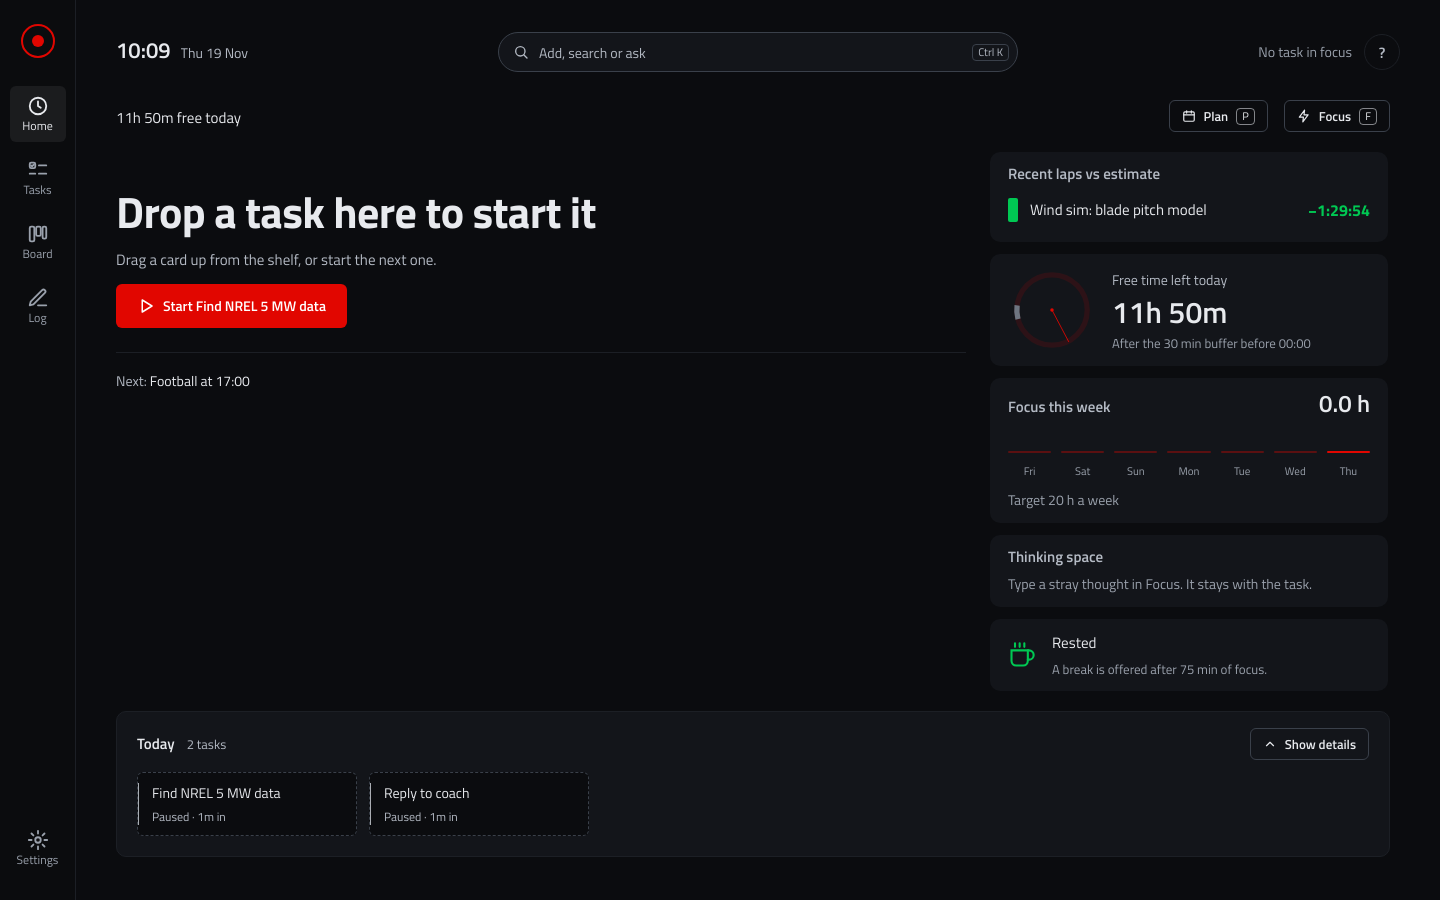 10:09 Thu 19 Nov
Add, search or ask Ctrl K
No task in focus ?
Home
Tasks
Board
Log
Settings
11h 50m free today
Plan P
Focus F
Drop a task here to start it
Drag a card up from the shelf, or start the next one.
Start Find NREL 5 MW data
Next: Football at 17:00
Recent laps vs estimate
Wind sim: blade pitch model −1:29:54
Free time left today
11h 50m
After the 30 min buffer before 00:00
Focus this week 0.0 h
Fri Sat Sun Mon Tue Wed Thu
Target 20 h a week
Thinking space
Type a stray thought in Focus. It stays with the task.
Rested
A break is offered after 75 min of focus.
Today 2 tasks
Show details
Find NREL 5 MW data
Paused · 1m in
Reply to coach
Paused · 1m in